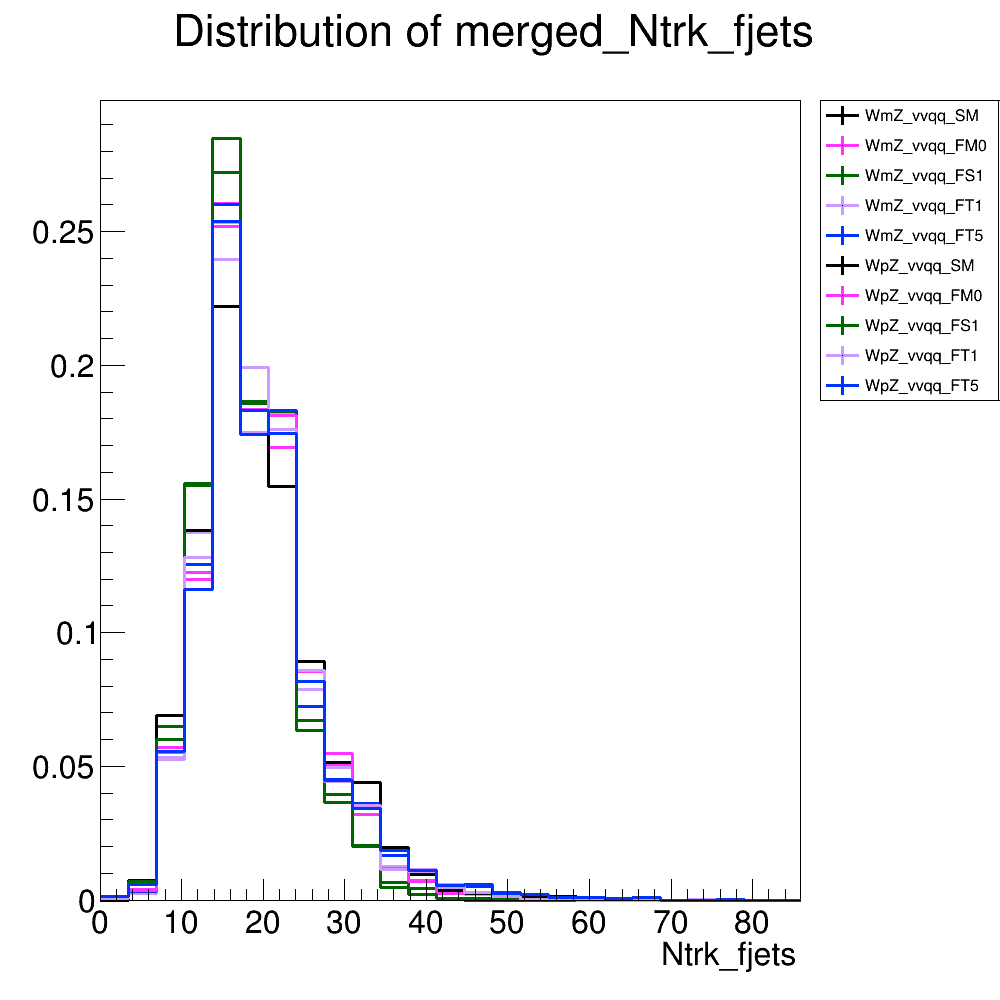 Distribution of merged_Ntrk_fjets
WmZ_vvqq_SM
WmZ_vvqq_FM0
WmZ_vvqq_FS1
WmZ_vvqq_FT1
WmZ_vvqq_FT5
WpZ_vvqq_SM
WpZ_vvqq_FM0
WpZ_vvqq_FS1
WpZ_vvqq_FT1
WpZ_vvqq_FT5
0.25
0.2
0.15
0.1
0.05
0
0 10 20 30 40 50 60 70 80
Ntrk_fjets